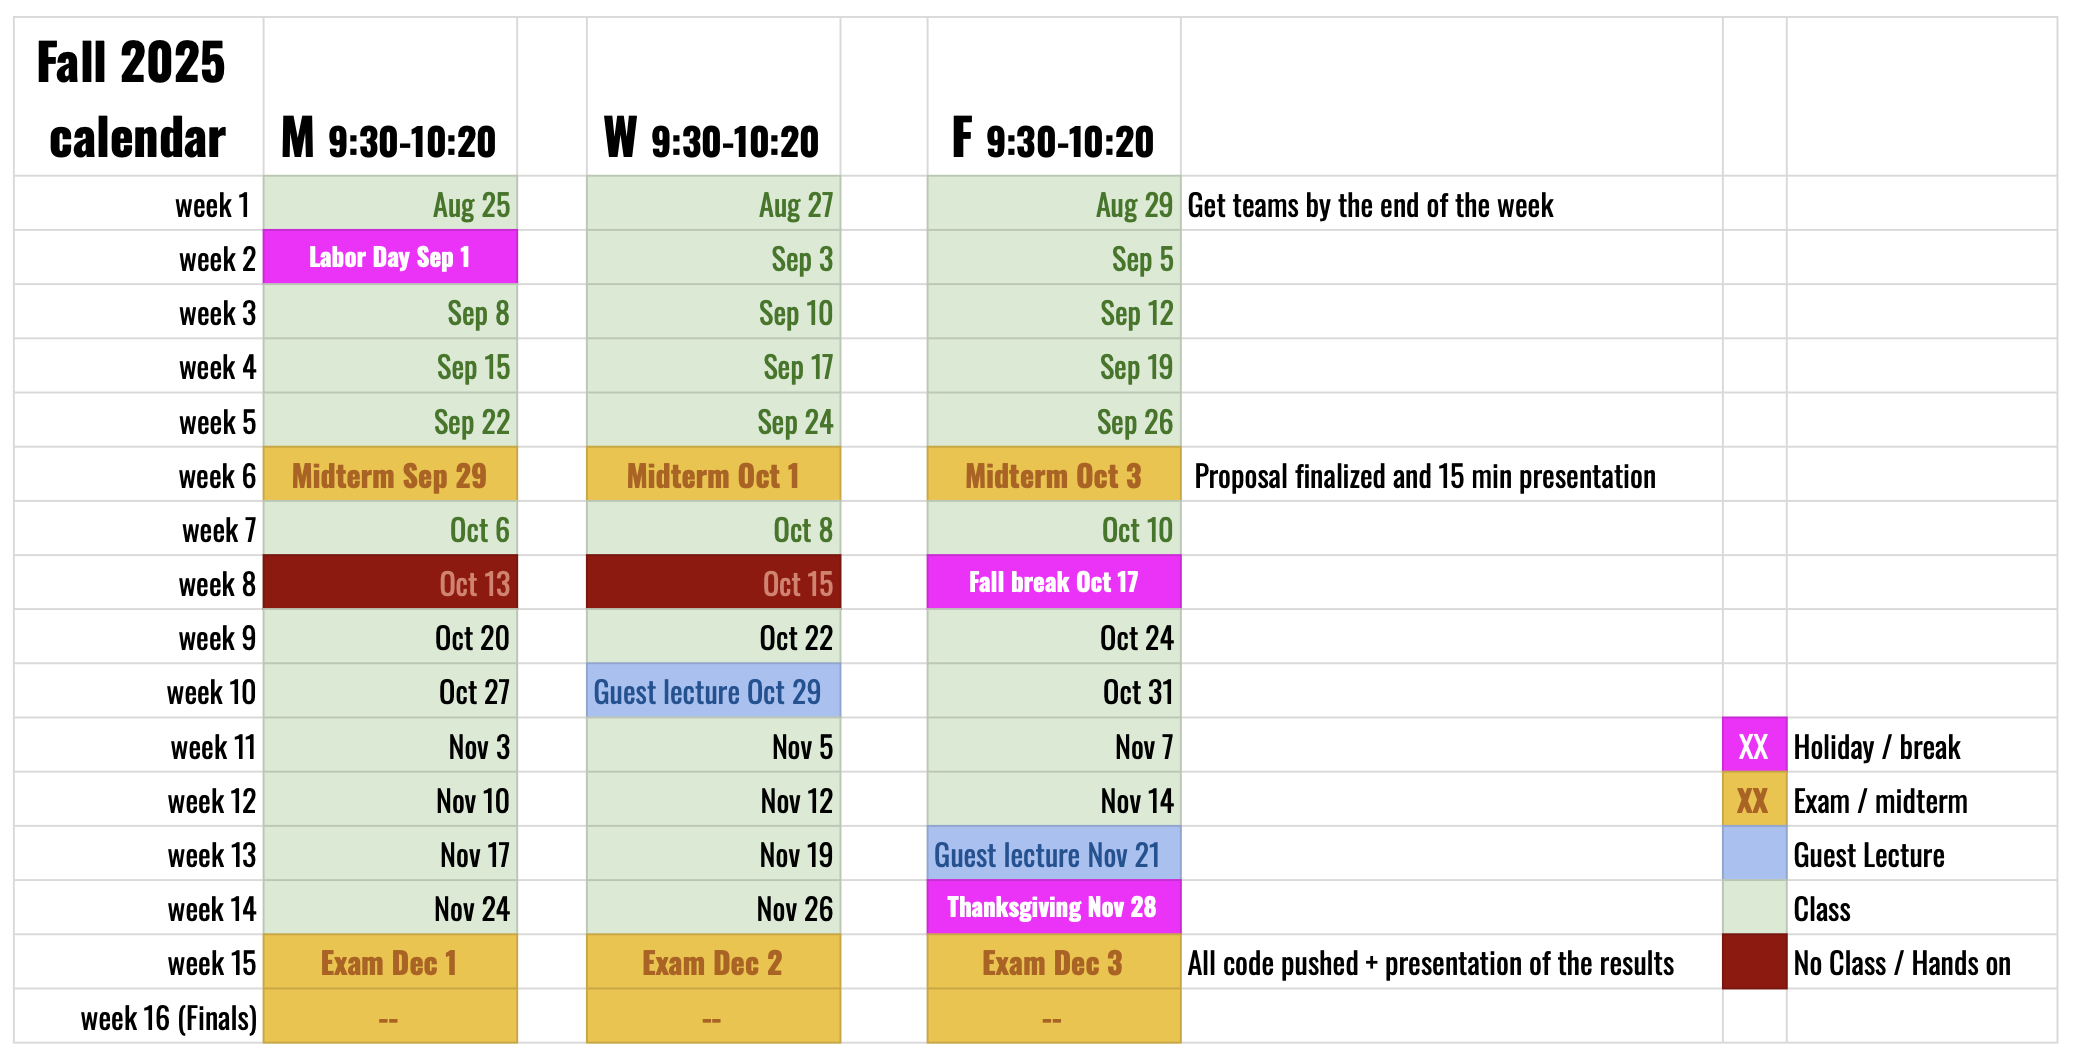 Fall 2025
calendar M 9:30-10:20 W 9:30-10:20 F 9:30-10:20
week 1 Aug 25 Aug 27 Aug 29 Get teams by the end of the week
week 2 Labor Day Sep 1 Sep 3 Sep 5
week 3 Sep 8 Sep 10 Sep 12
week 4 Sep 15 Sep 17 Sep 19
week 5 Sep 22 Sep 24 Sep 26
week 6 Midterm Sep 29 Midterm Oct 1 Midterm Oct 3 Proposal finalized and 15 min presentation
week 7 Oct 6 Oct 8 Oct 10
week 8 Oct 13 Oct 15 Fall break Oct 17
week 9 Oct 20 Oct 22 Oct 24
week 10 Oct 27 Guest lecture Oct 29 Oct 31
week 11 Nov 3 Nov 5 Nov 7 XX Holiday / break
week 12 Nov 10 Nov 12 Nov 14 XX Exam / midterm
week 13 Nov 17 Nov 19 Guest lecture Nov 21 Guest Lecture
week 14 Nov 24 Nov 26 Thanksgiving Nov 28 Class
week 15 Exam Dec 1 Exam Dec 2 Exam Dec 3 All code pushed + presentation of the results No Class / Hands on
week 16 (Finals) -- -- --